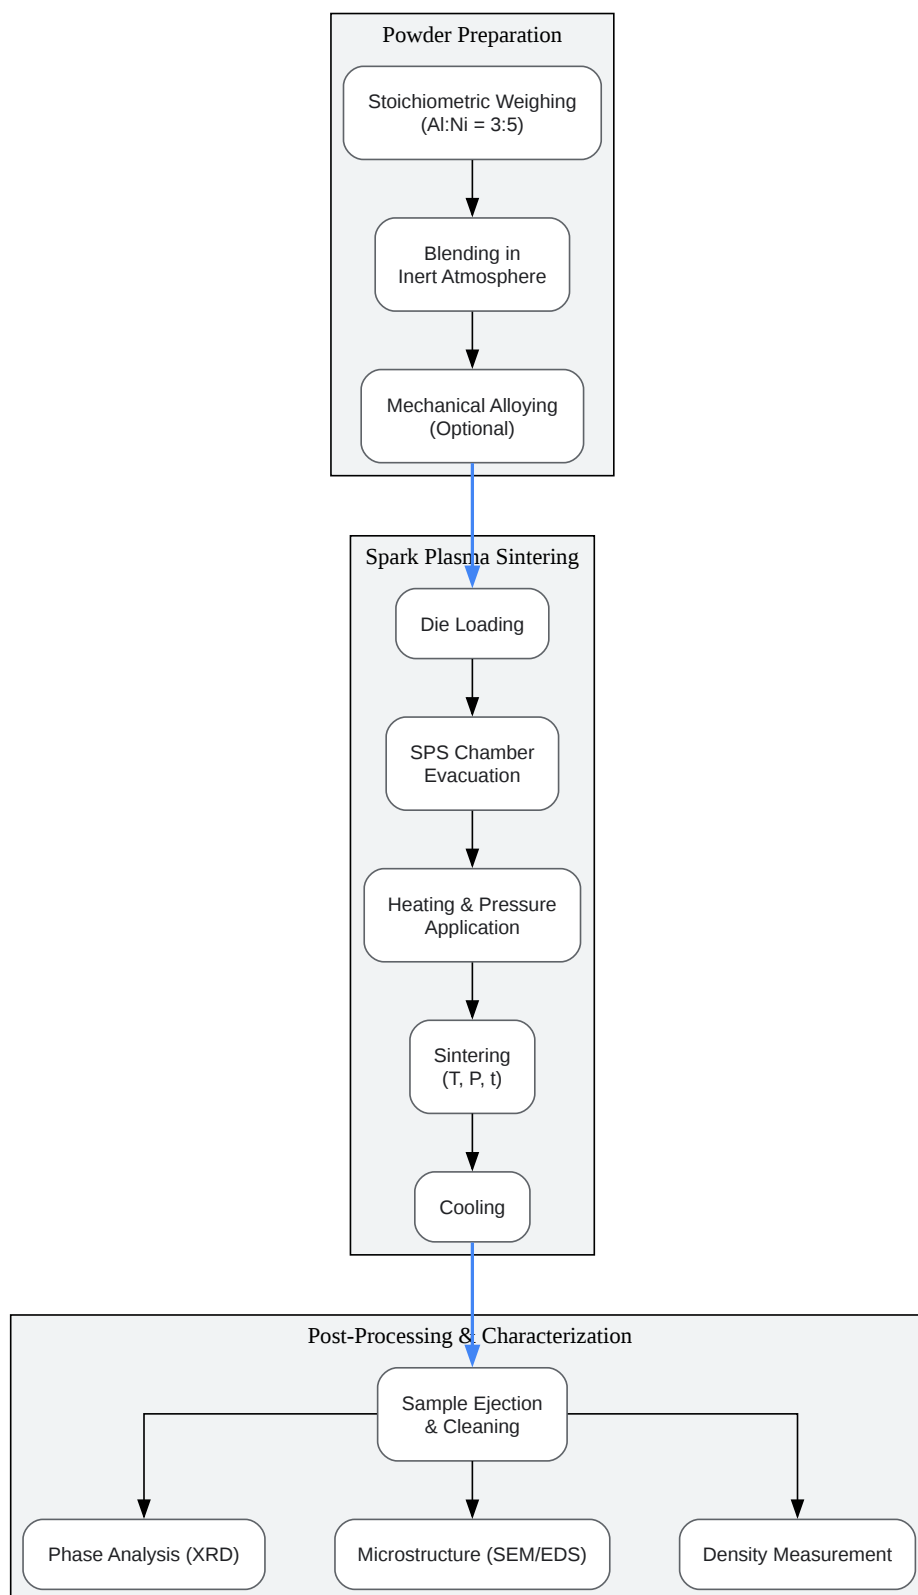 Powder Preparation
Stoichiometric Weighing
(Al:Ni = 3:5)
Blending in
Inert Atmosphere
Mechanical Alloying
(Optional)
Spark Plasma Sintering
Die Loading
SPS Chamber
Evacuation
Heating & Pressure
Application
Sintering
(T, P, t)
Cooling
Post-Processing & Characterization
Sample Ejection
& Cleaning
Phase Analysis (XRD)
Microstructure (SEM/EDS)
Density Measurement